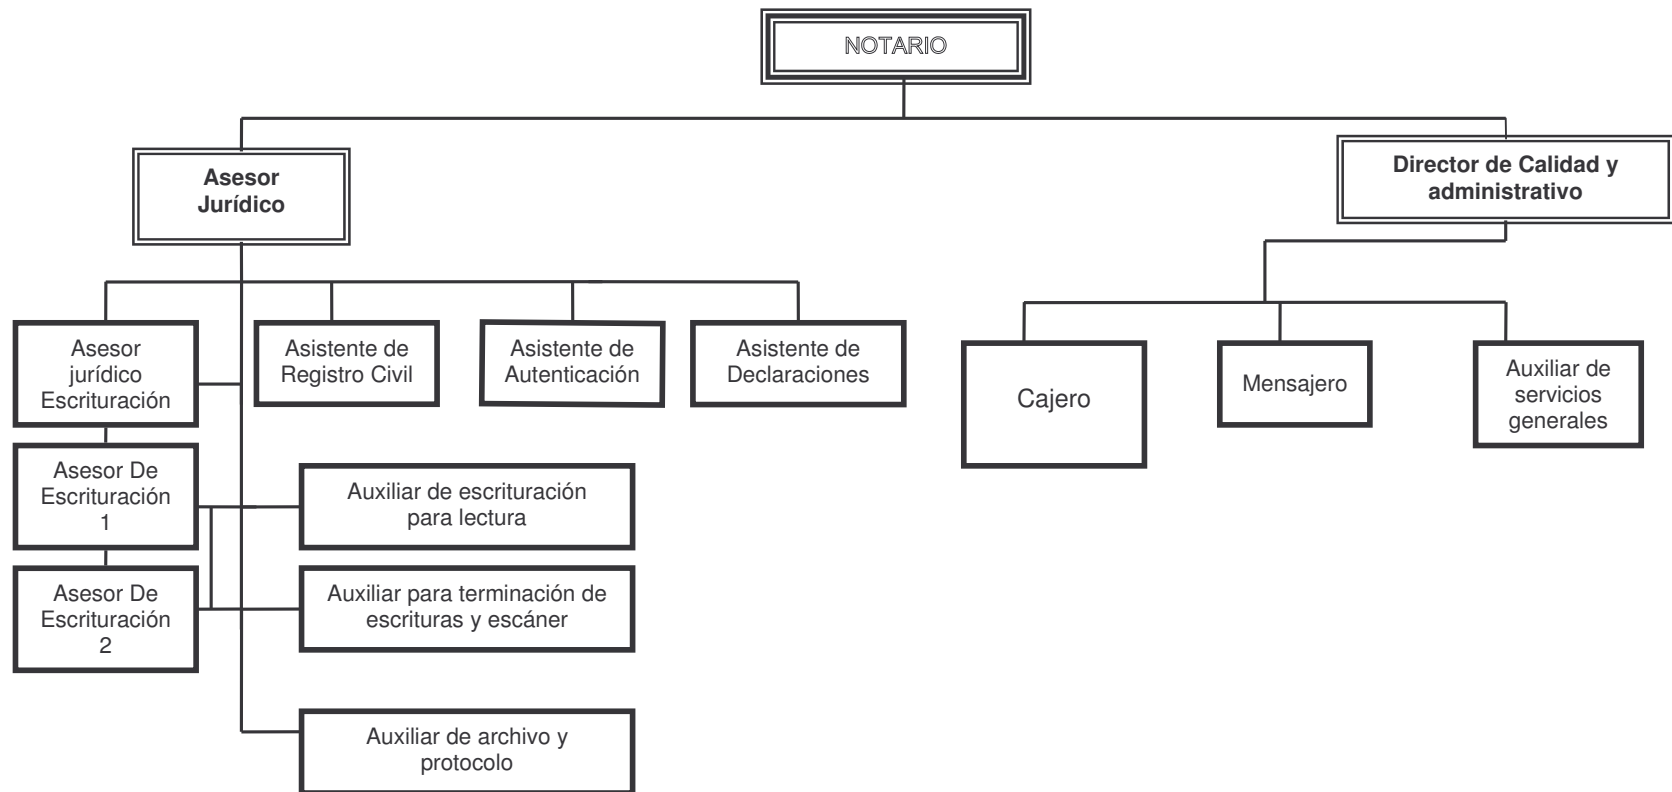 NOTARIO
Asesor
Jurídico
Director de Calidad y
administrativo
Asesor
jurídico
Escrituración
Asistente de
Registro Civil
Asistente de
Autenticación
Asistente de
Declaraciones
Cajero
Mensajero
Auxiliar de
servicios
generales
Asesor De
Escrituración
1
Auxiliar de escrituración
para lectura
Asesor De
Escrituración
2
Auxiliar para terminación de
escrituras y escáner
Auxiliar de archivo y
protocolo